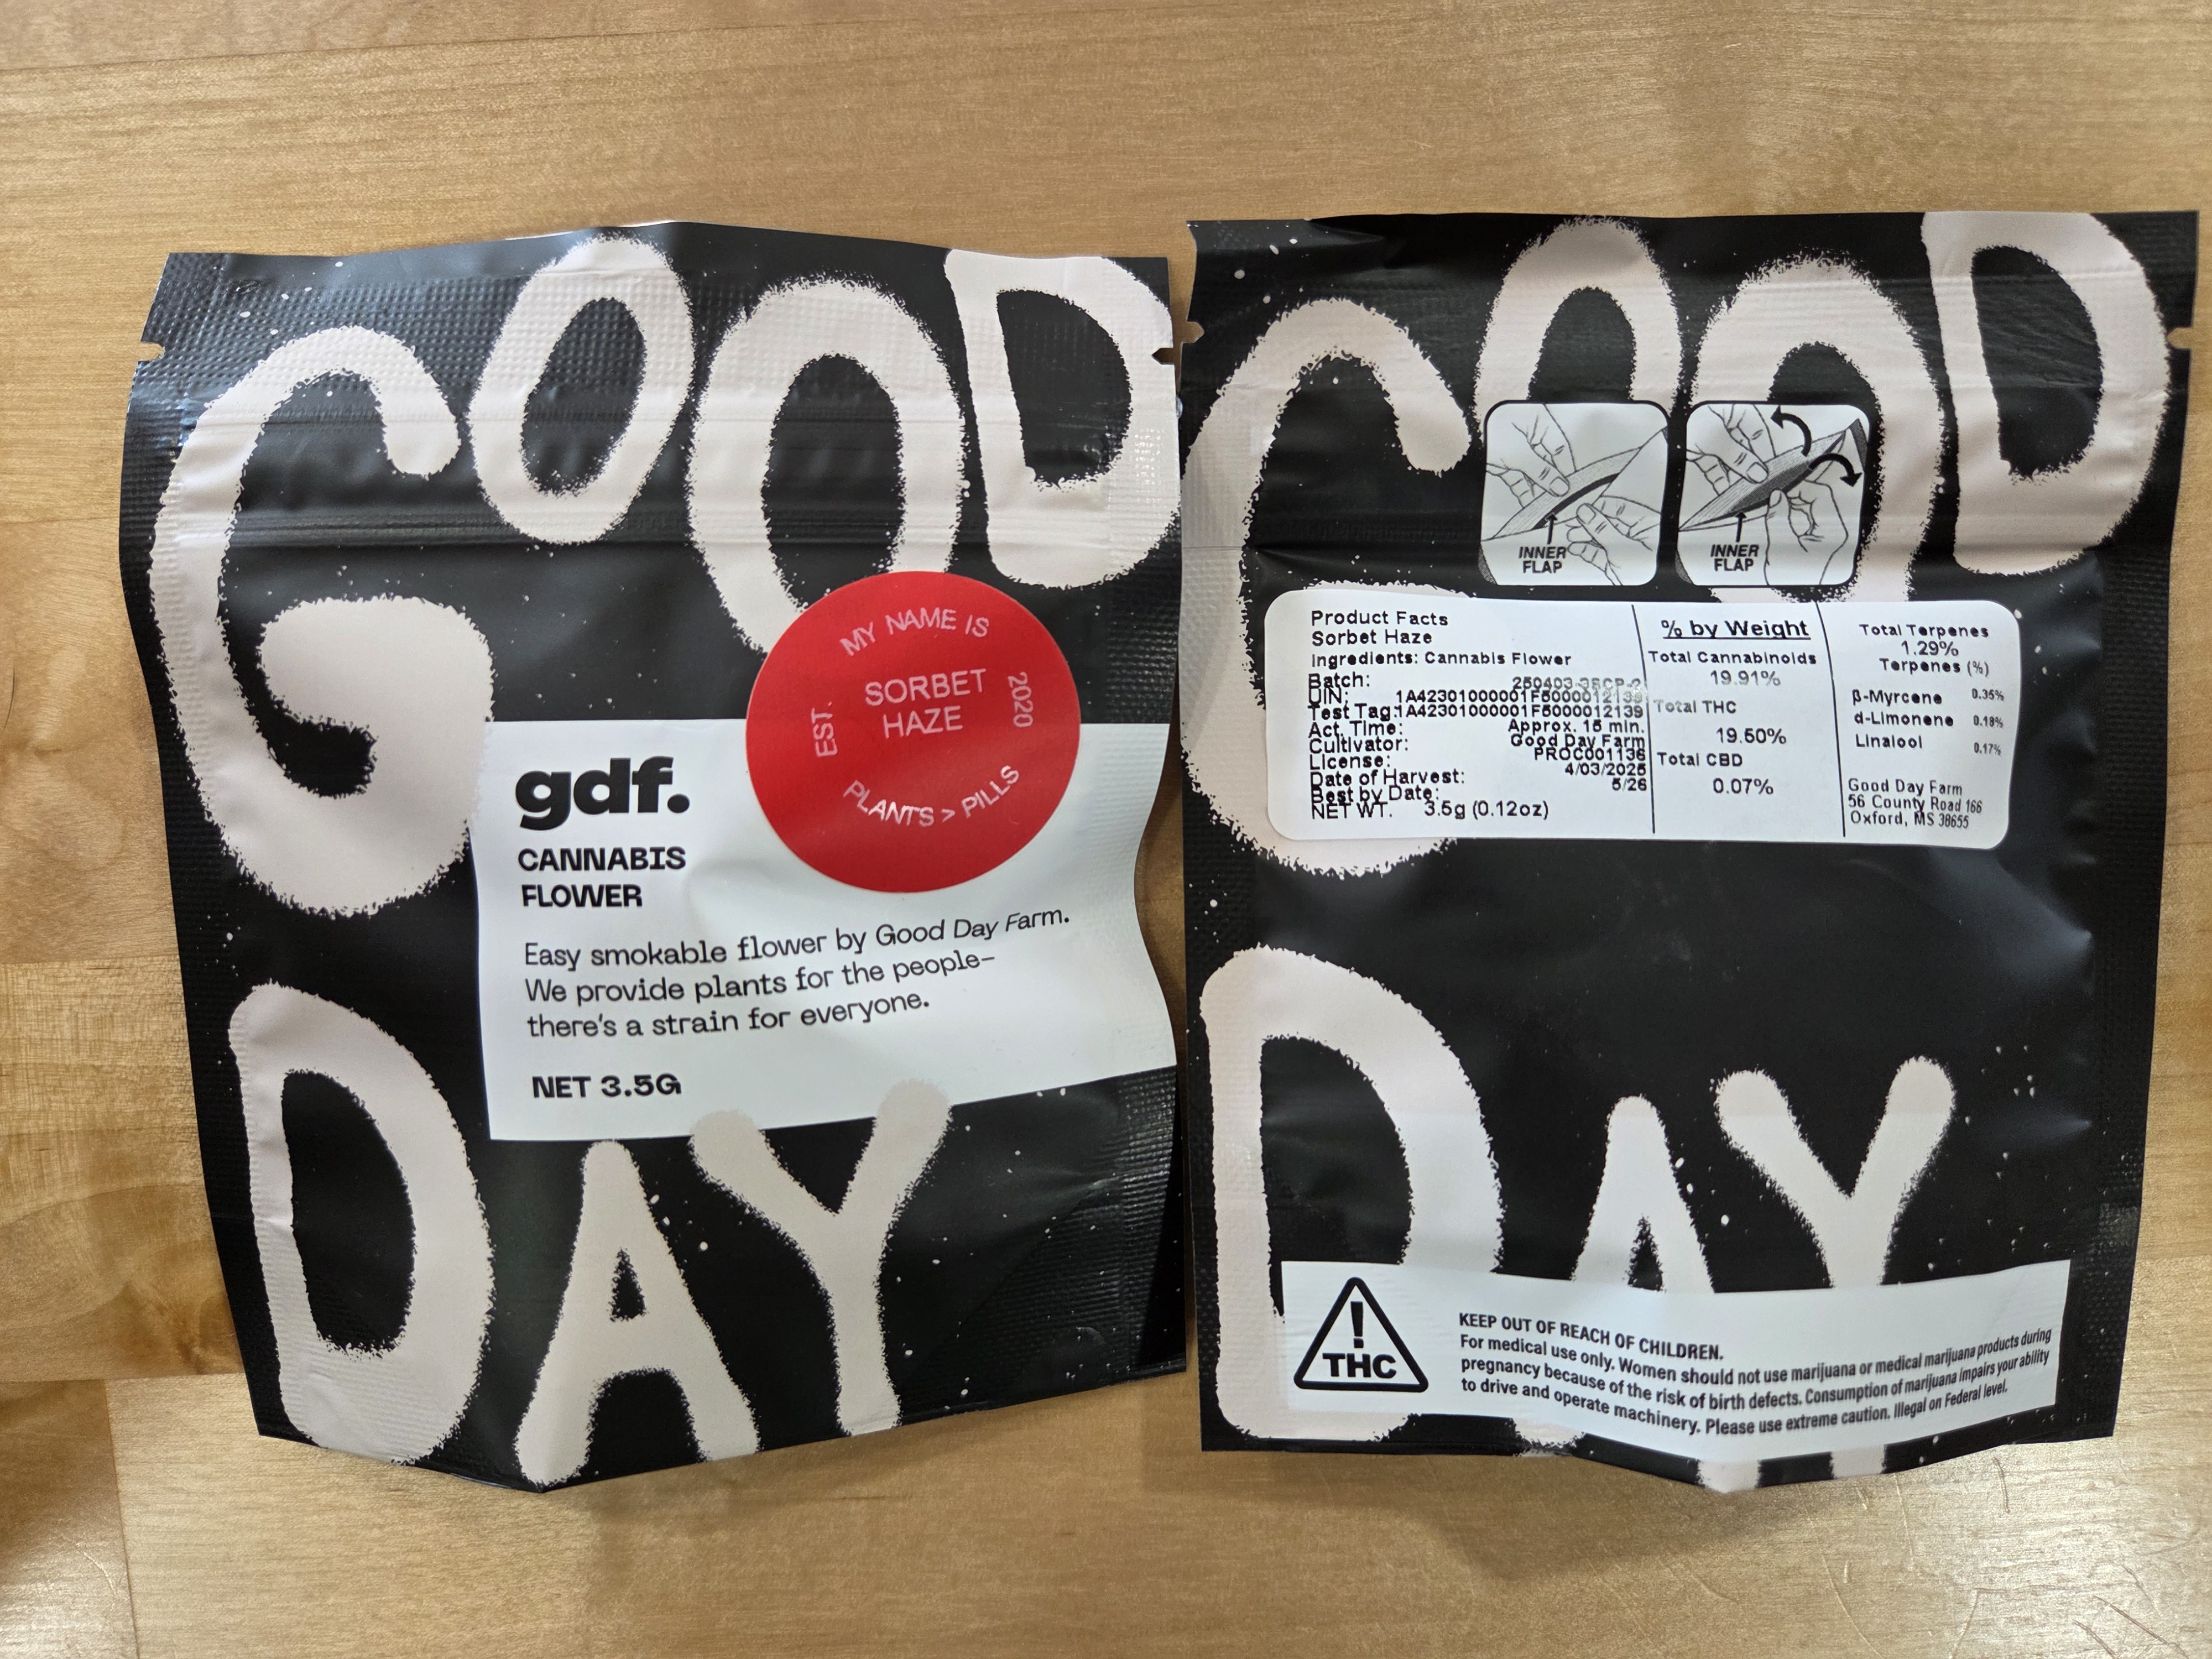 GOOD
MY NAME IS
SORBET
HAZE
EST.
2020
PLANTS > PILLS
gdf.
CANNABIS
FLOWER
Easy smokable flower by Good Day Farm.
We provide plants for the people–
there's a strain for everyone.
NET 3.5G
DAY
GOOD
INNER
FLAP
INNER
FLAP
Product Facts
Sorbet Haze
Ingredients: Cannabis Flower
Batch:
UIN: 1A42301000001F5000012139
Test Tag:1A42301000001F5000012139
Act. Time: Approx. 15 min.
Cultivator: Good Day Farm
License: PROC001136
Date of Harvest: 4/03/2025
Best by Date: 5/26
NET WT. 3.5g (0.12oz)
% by Weight
Total Cannabinoids
19.91%
Total THC
19.50%
Total CBD
0.07%
Total Terpenes
1.29%
Terpenes (%)
β-Myrcene 0.35%
d-Limonene 0.18%
Linalool 0.17%
Good Day Farm
56 County Road 166
Oxford, MS 38655
DAY
THC
KEEP OUT OF REACH OF CHILDREN.
For medical use only. Women should not use marijuana or medical marijuana products during
pregnancy because of the risk of birth defects. Consumption of marijuana impairs your ability
to drive and operate machinery. Please use extreme caution. Illegal on Federal level.